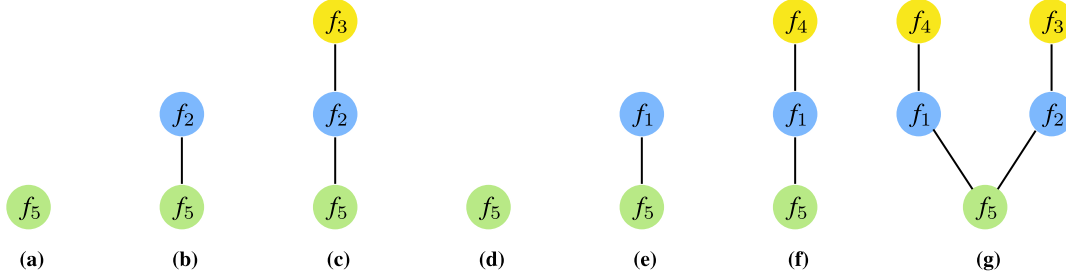 f₃ f₄ f₄ f₃
f₂ f₂ f₁ f₁ f₁ f₂
f₅ f₅ f₅ f₅ f₅ f₅ f₅
(a) (b) (c) (d) (e) (f) (g)